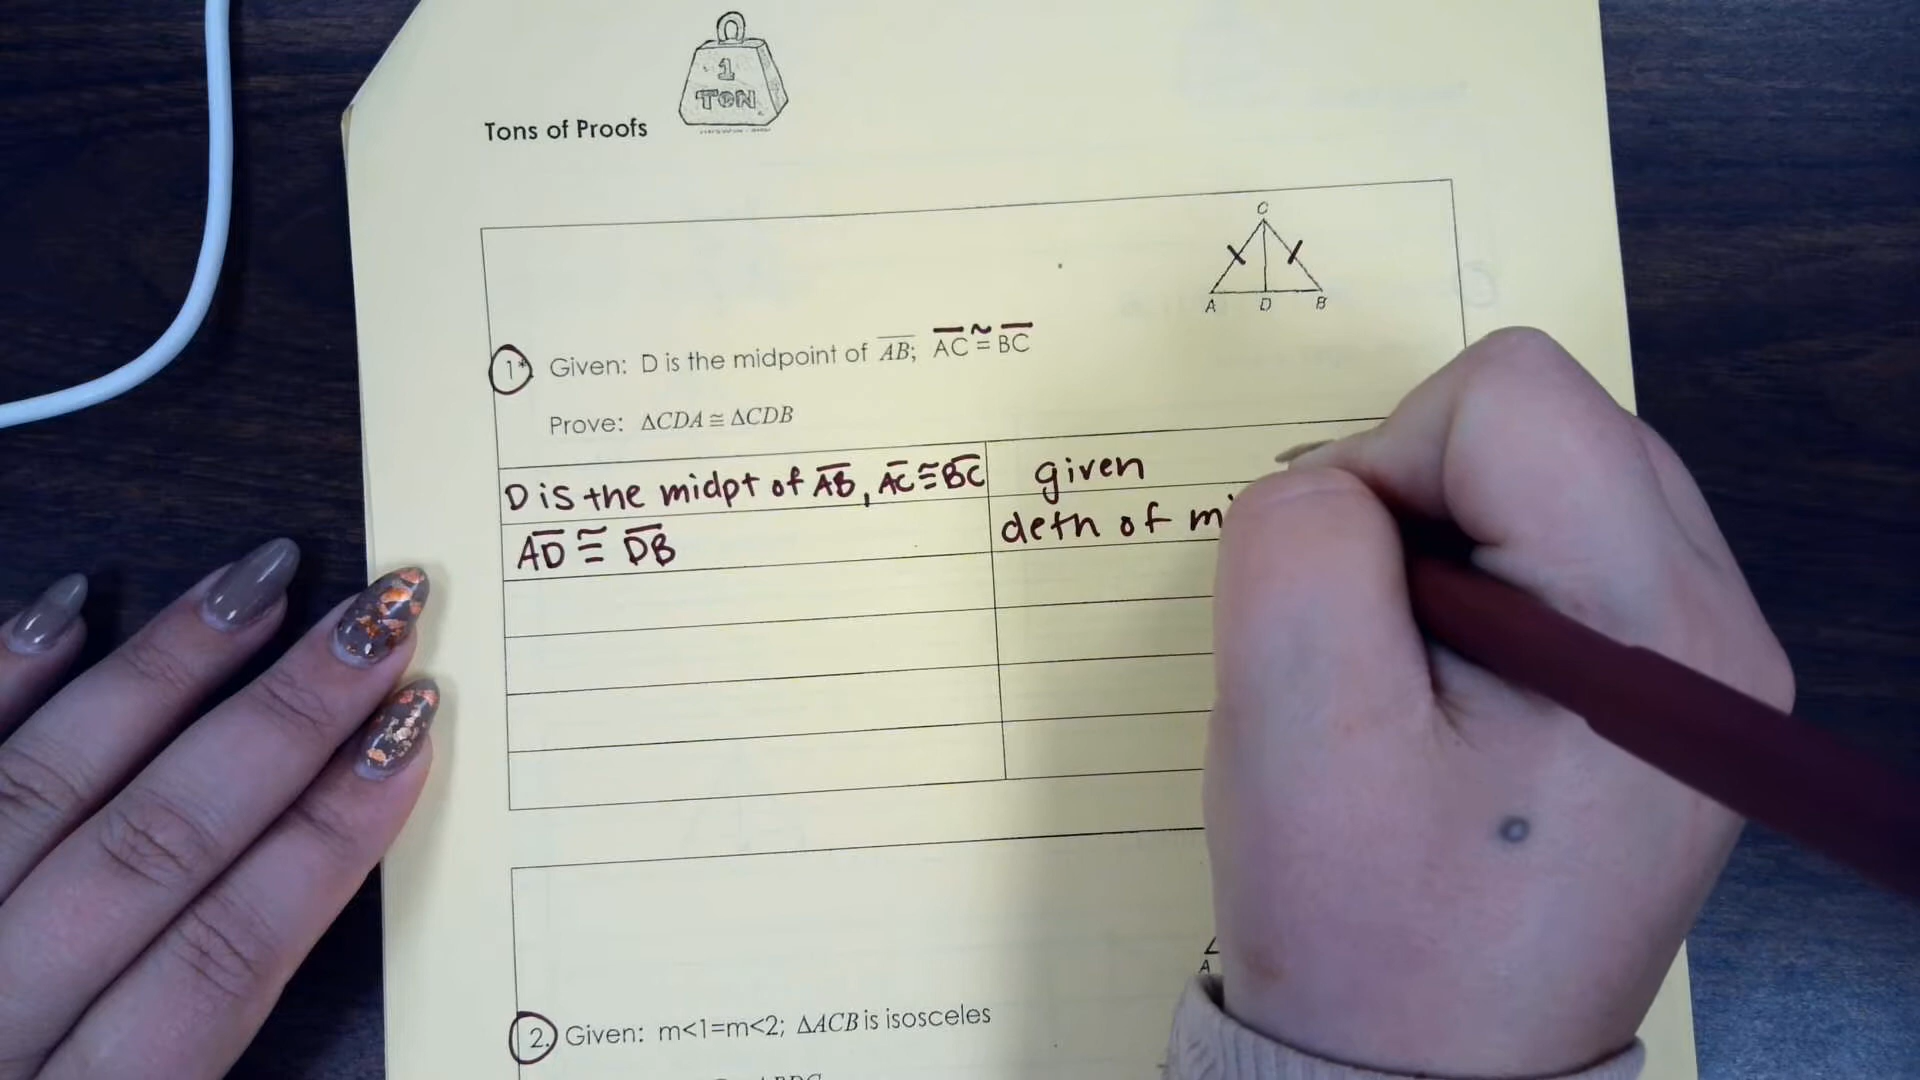 1
TON
Tons of Proofs
C
A D B
1* Given: D is the midpoint of AB; AC ≅ BC
Prove: ΔCDA ≅ ΔCDB
D is the midpt of AB, AC ≅ BC given
AD ≅ DB defn of mi
A
2. Given: m<1=m<2; ΔACB is isosceles